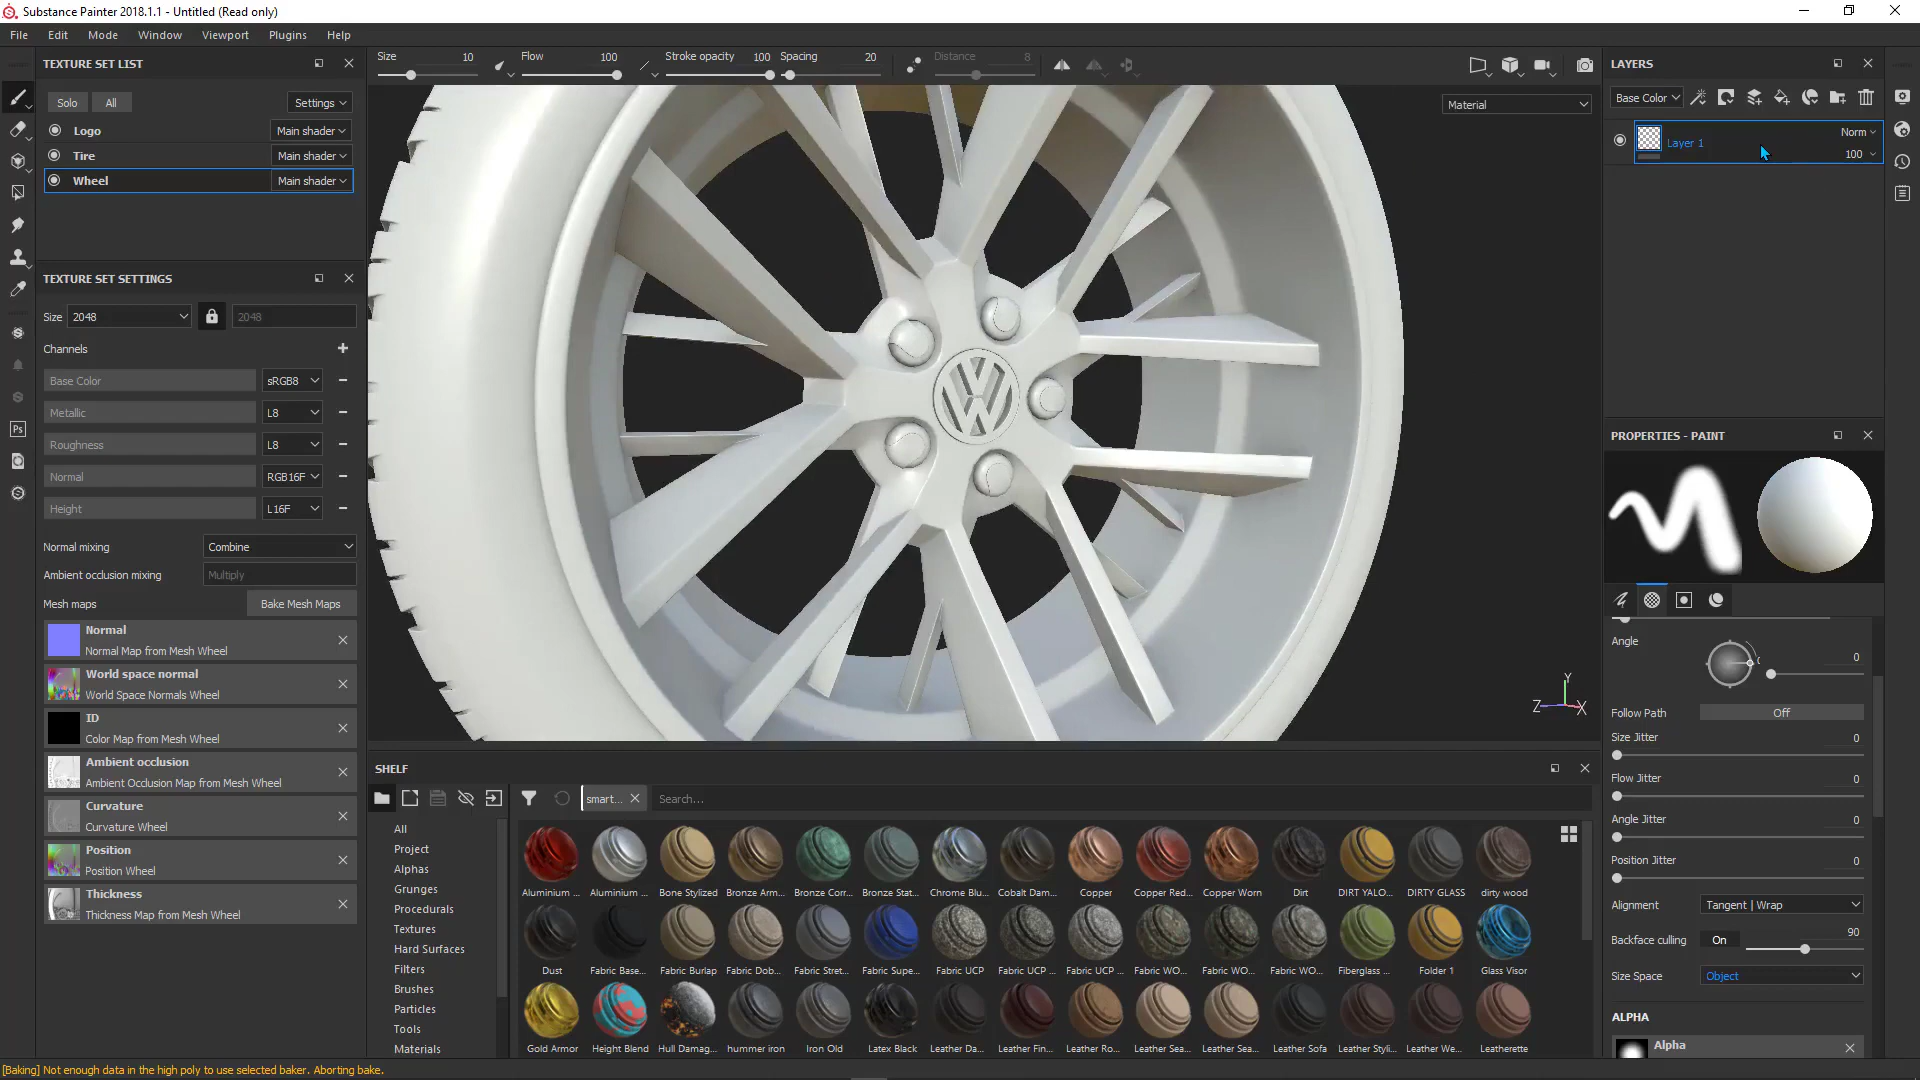 Substance Painter 2018.1.1 - Untitled (Read only)
File Edit Mode Window Viewport Plugins Help
TEXTURE SET LIST
Solo All Settings
Logo Main shader
Tire Main shader
Wheel Main shader
TEXTURE SET SETTINGS
Size 2048 2048
Channels
Base Color sRGB8
Metallic L8
Roughness L8
Normal RGB16F
Height L16F
Normal mixing Combine
Ambient occlusion mixing Multiply
Mesh maps Bake Mesh Maps
Normal
Normal Map from Mesh Wheel
World space normal
World Space Normals Wheel
ID
Color Map from Mesh Wheel
Ambient occlusion
Ambient Occlusion Map from Mesh Wheel
Curvature
Curvature Wheel
Position
Position Wheel
Thickness
Thickness Map from Mesh Wheel
Size 10 Flow 100 Stroke opacity 100 Spacing 20 Distance 8
Material
Y
Z X
SHELF
smart... Search...
All
Project
Alphas
Grunges
Procedurals
Textures
Hard Surfaces
Filters
Brushes
Particles
Tools
Materials
Aluminium ... Aluminium ... Bone Stylized Bronze Arm... Bronze Corr... Bronze Stat... Chrome Blu... Cobalt Dam... Copper Copper Red... Copper Worn Dirt DIRT YALO... DIRTY GLASS dirty wood
Dust Fabric Base... Fabric Burlap Fabric Dob... Fabric Stret... Fabric Supe... Fabric UCP Fabric UCP ... Fabric UCP ... Fabric WO... Fabric WO... Fabric WO... Fiberglass ... Folder 1 Glass Visor
Gold Armor Height Blend Hull Damag... hummer iron Iron Old Latex Black Leather Da... Leather Fin... Leather Ro... Leather Sea... Leather Sea... Leather Sofa Leather Styli... Leather We... Leatherette
LAYERS
Base Color
Layer 1 Norm
100
PROPERTIES - PAINT
Angle 0
Follow Path Off
Size Jitter 0
Flow Jitter 0
Angle Jitter 0
Position Jitter 0
Alignment Tangent | Wrap
Backface culling On 90
Size Space Object
ALPHA
Alpha
Ps
[Baking] Not enough data in the high poly to use selected baker. Aborting bake.